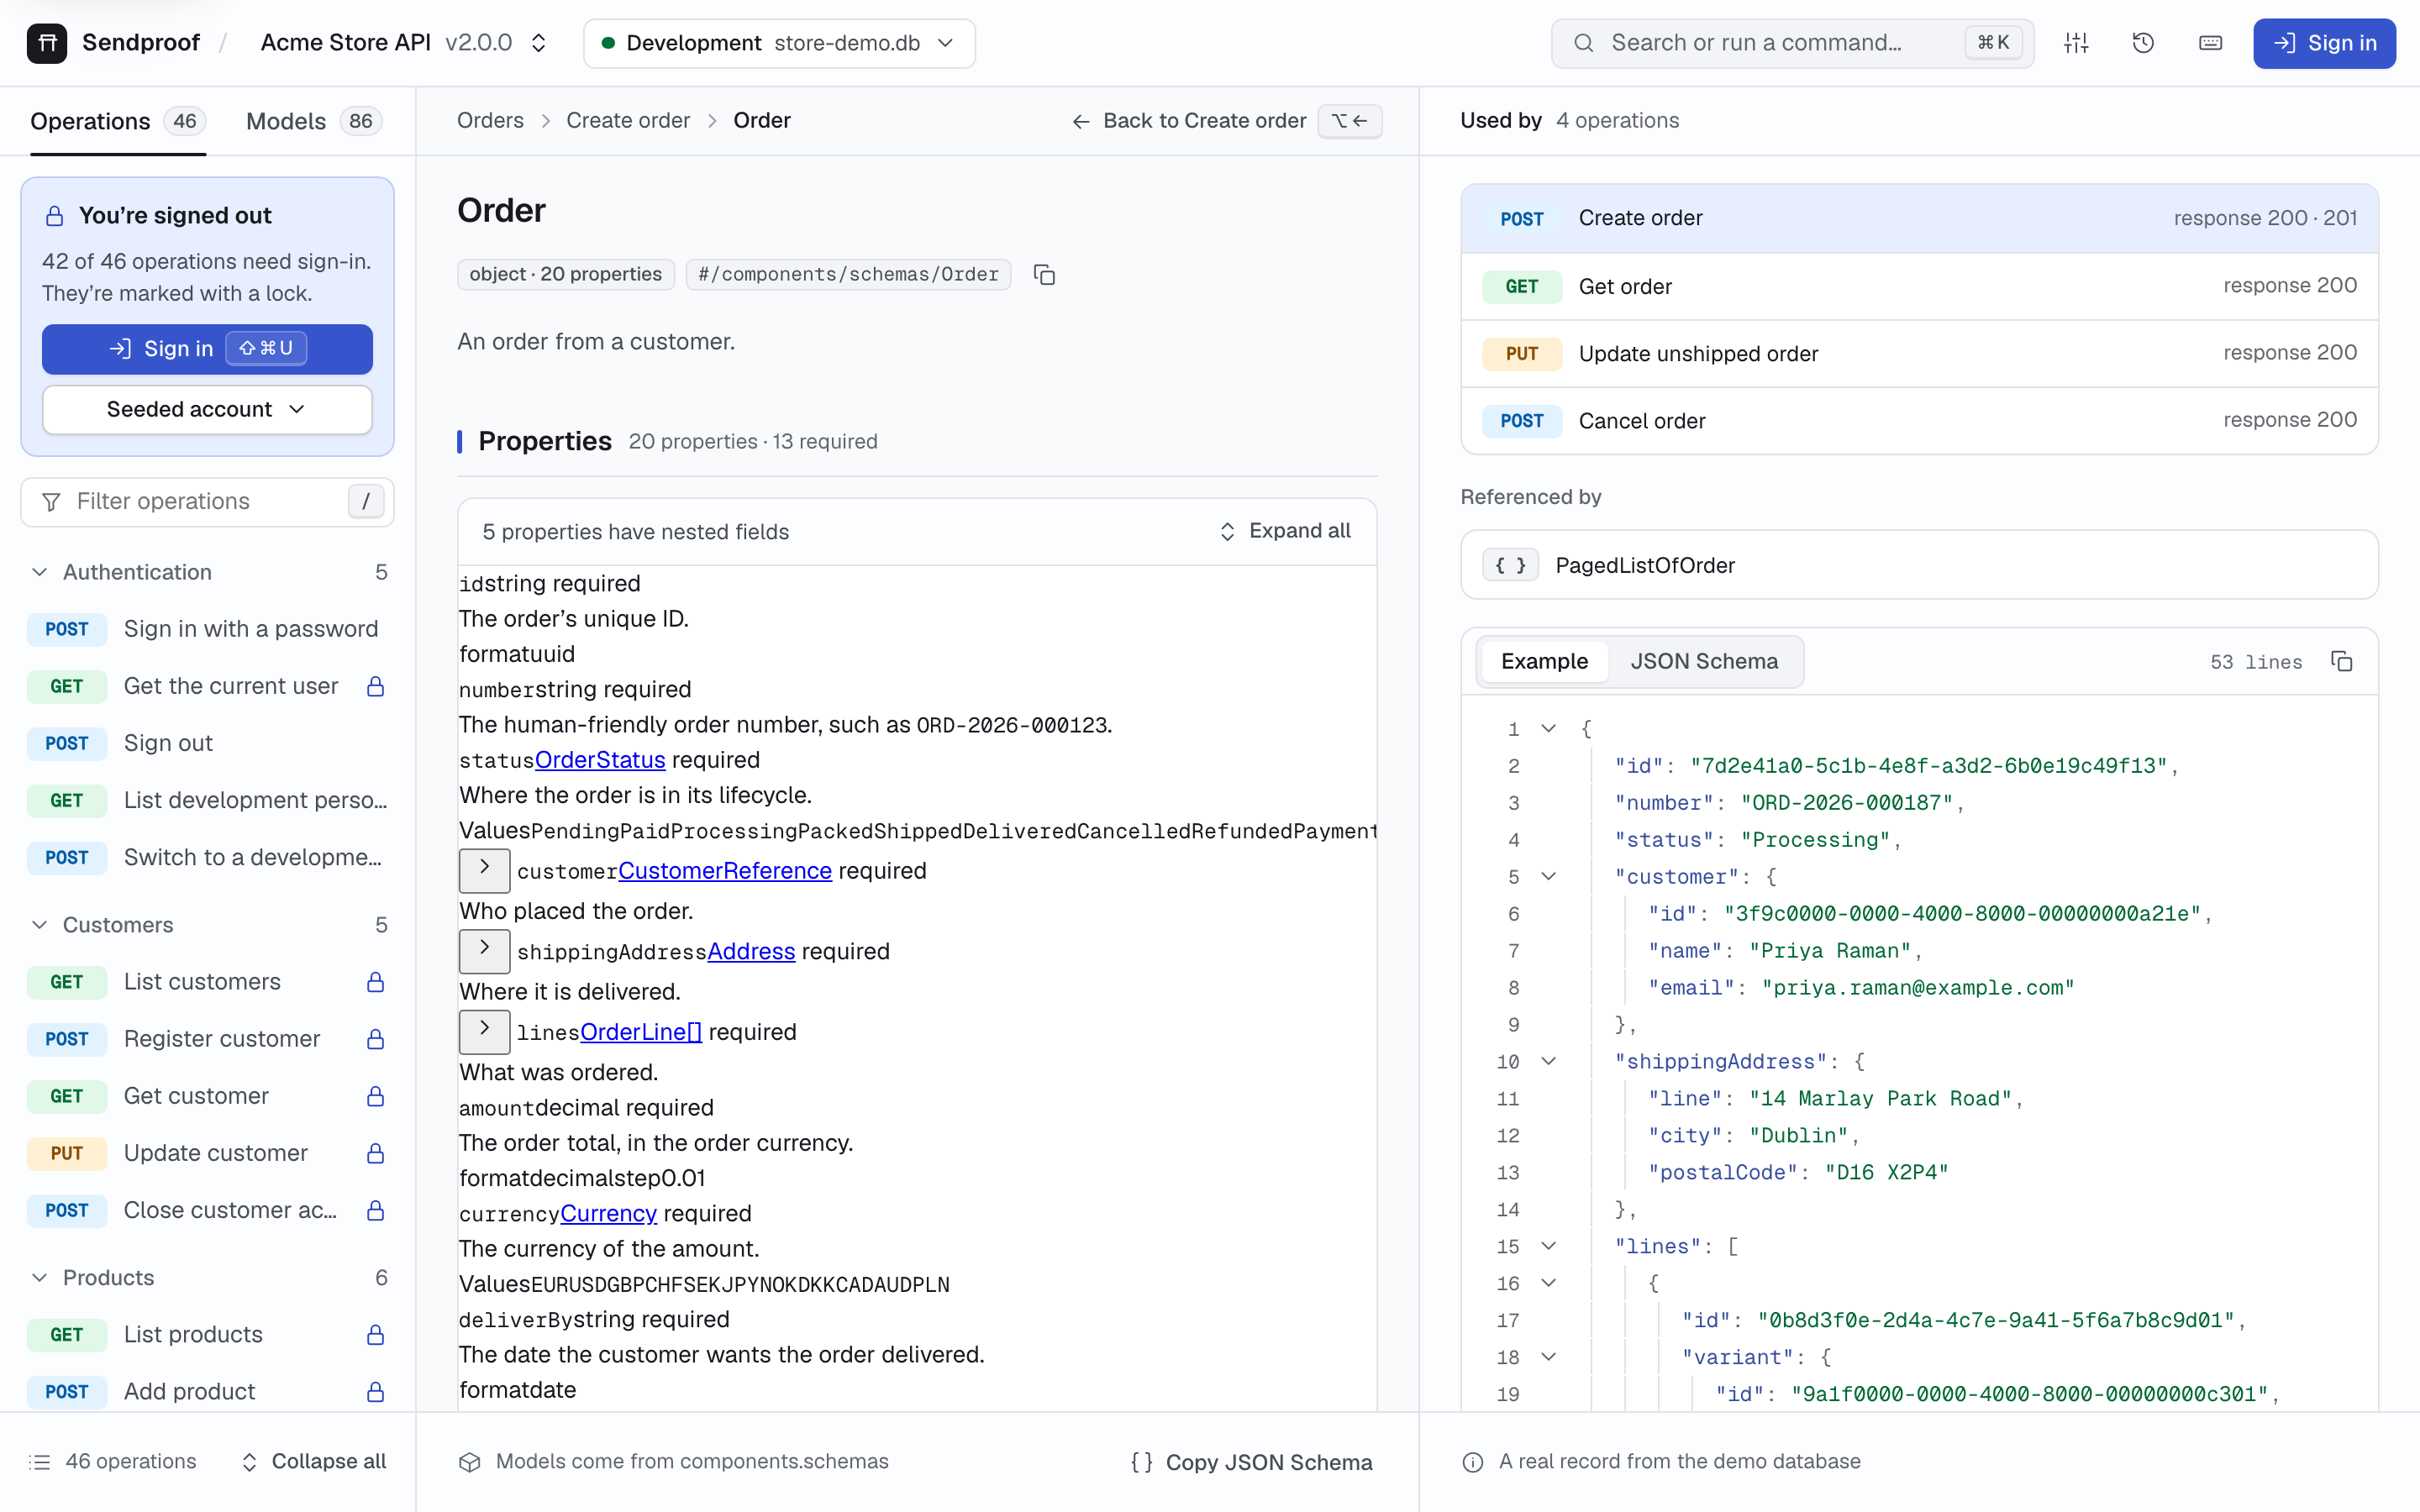 Sendproof / Acme Store API v2.0.0
Development store-demo.db
Search or run a command… ⌘K
Sign in
Operations 46 Models 86
You’re signed out
42 of 46 operations need sign-in.
They’re marked with a lock.
Sign in ⇧⌘U
Seeded account
Filter operations /
Authentication 5
POST Sign in with a password
GET Get the current user
POST Sign out
GET List development perso…
POST Switch to a developme…
Customers 5
GET List customers
POST Register customer
GET Get customer
PUT Update customer
POST Close customer ac…
Products 6
GET List products
POST Add product
46 operations Collapse all
Orders > Create order > Order
← Back to Create order ⌥←
Order
object · 20 properties #/components/schemas/Order
An order from a customer.
Properties 20 properties · 13 required
5 properties have nested fields Expand all
idstring required
The order’s unique ID.
formatuuid
numberstring required
The human-friendly order number, such as ORD-2026-000123.
statusOrderStatus required
Where the order is in its lifecycle.
ValuesPendingPaidProcessingPackedShippedDeliveredCancelledRefundedPayment
customerCustomerReference required
Who placed the order.
shippingAddressAddress required
Where it is delivered.
linesOrderLine[] required
What was ordered.
amountdecimal required
The order total, in the order currency.
formatdecimalstep0.01
currencyCurrency required
The currency of the amount.
ValuesEURUSDGBPCHFSEKJPYNOKDKKCADAUDPLN
deliverBystring required
The date the customer wants the order delivered.
formatdate
Models come from components.schemas
{} Copy JSON Schema
Used by 4 operations
POST Create order response 200 · 201
GET Get order response 200
PUT Update unshipped order response 200
POST Cancel order response 200
Referenced by
{ } PagedListOfOrder
Example JSON Schema 53 lines
1 {
2 "id": "7d2e41a0-5c1b-4e8f-a3d2-6b0e19c49f13",
3 "number": "ORD-2026-000187",
4 "status": "Processing",
5 "customer": {
6 "id": "3f9c0000-0000-4000-8000-00000000a21e",
7 "name": "Priya Raman",
8 "email": "priya.raman@example.com"
9 },
10 "shippingAddress": {
11 "line": "14 Marlay Park Road",
12 "city": "Dublin",
13 "postalCode": "D16 X2P4"
14 },
15 "lines": [
16 {
17 "id": "0b8d3f0e-2d4a-4c7e-9a41-5f6a7b8c9d01",
18 "variant": {
19 "id": "9a1f0000-0000-4000-8000-00000000c301",
A real record from the demo database